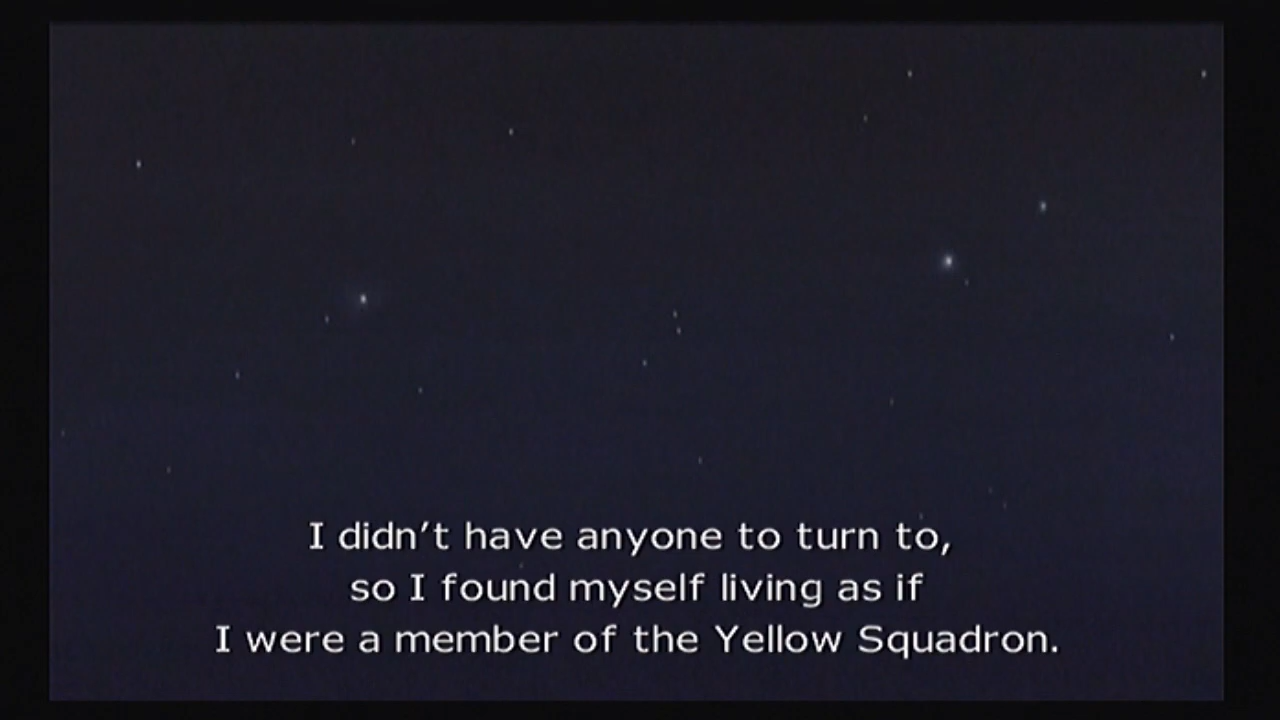 I didn’t have anyone to turn to,
so I found myself living as if
I were a member of the Yellow Squadron.